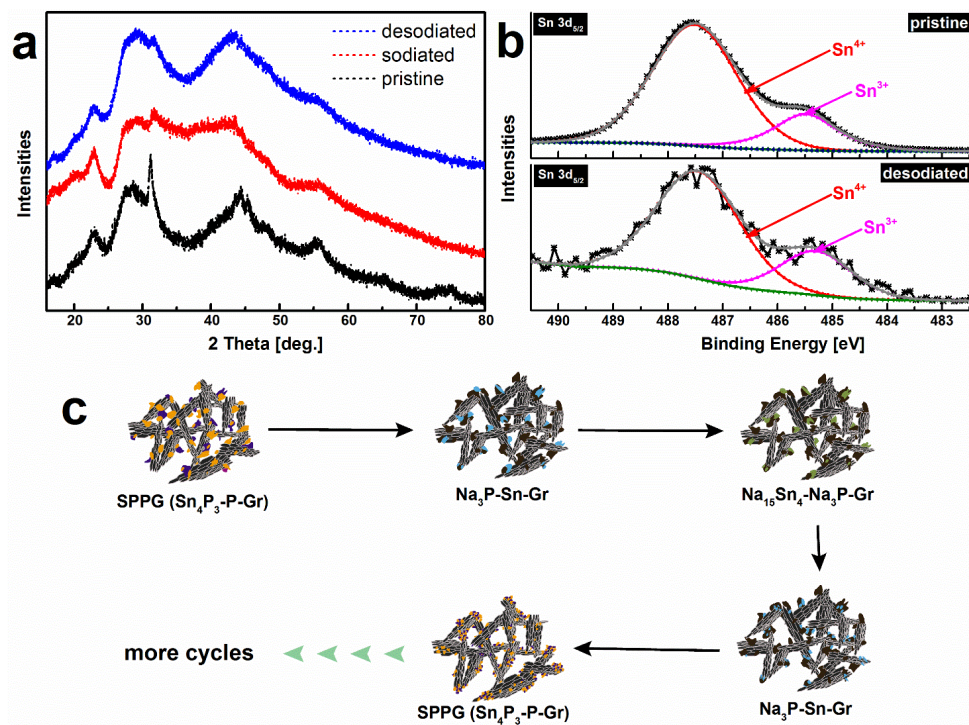 a
desodiated
sodiated
pristine
Intensities
20 30 40 50 60 70 80
2 Theta [deg.]
b
Sn 3d5/2
pristine
Sn4+
Sn3+
Intensities
Sn 3d5/2
desodiated
Sn4+
Sn3+
490 489 488 487 486 485 484 483
Binding Energy [eV]
c
SPPG (Sn4P3-P-Gr)
Na3P-Sn-Gr
Na15Sn4-Na3P-Gr
more cycles
SPPG (Sn4P3-P-Gr)
Na3P-Sn-Gr